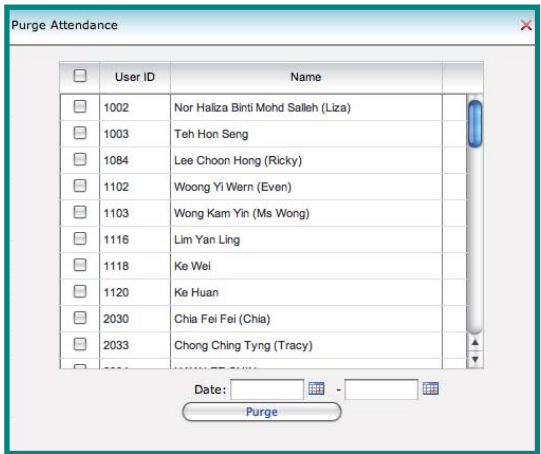 Purge Attendance
User ID Name
1002 Nor Haliza Binti Mohd Salleh (Liza)
1003 Teh Hon Seng
1084 Lee Choon Hong (Ricky)
1102 Woong Yi Wern (Even)
1103 Wong Kam Yin (Ms Wong)
1116 Lim Yan Ling
1118 Ke Wei
1120 Ke Huan
2030 Chia Fei Fei (Chia)
2033 Chong Ching Tyng (Tracy)
Date: -
Purge